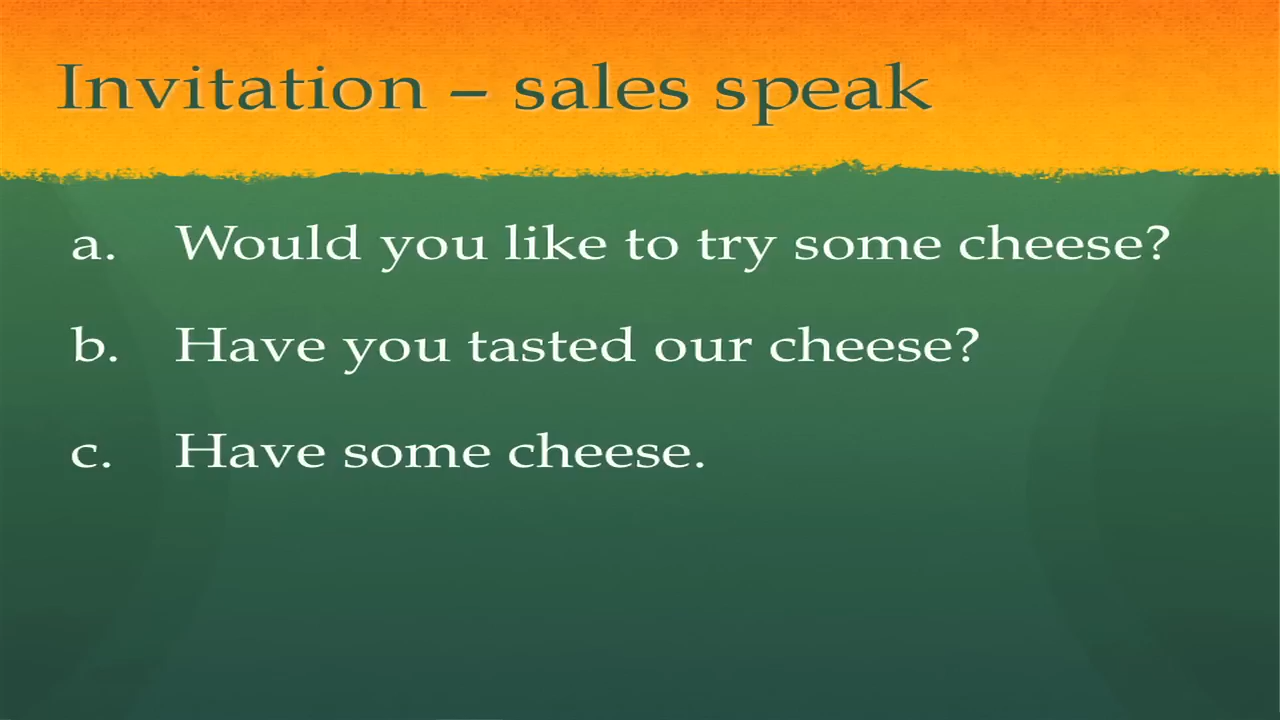 Invitation – sales speak
a. Would you like to try some cheese?
b. Have you tasted our cheese?
c. Have some cheese.